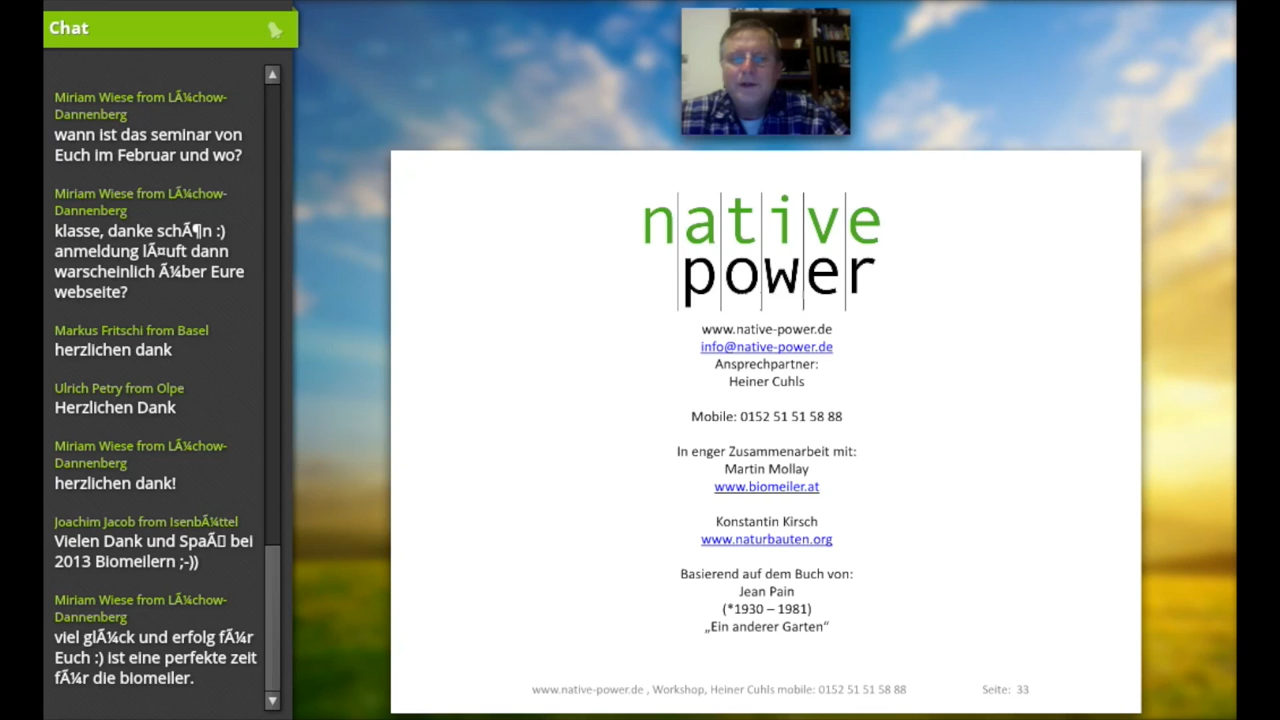 Chat
Miriam Wiese from LÃ¼chow-
Dannenberg
wann ist das seminar von
Euch im Februar und wo?
Miriam Wiese from LÃ¼chow-
Dannenberg
klasse, danke schÃ¶n :)
anmeldung lÃ¤uft dann
warscheinlich Ã¼ber Eure
webseite?
Markus Fritschi from Basel
herzlichen dank
Ulrich Petry from Olpe
Herzlichen Dank
Miriam Wiese from LÃ¼chow-
Dannenberg
herzlichen dank!
Joachim Jacob from IsenbÃ¼ttel
Vielen Dank und SpaÃ▯ bei
2013 Biomeilern ;-))
Miriam Wiese from LÃ¼chow-
Dannenberg
viel glÃ¼ck und erfolg fÃ¼r
Euch :) ist eine perfekte zeit
fÃ¼r die biomeiler.
native
power
www.native-power.de
info@native-power.de
Ansprechpartner:
Heiner Cuhls
Mobile: 0152 51 51 58 88
In enger Zusammenarbeit mit:
Martin Mollay
www.biomeiler.at
Konstantin Kirsch
www.naturbauten.org
Basierend auf dem Buch von:
Jean Pain
(*1930 – 1981)
„Ein anderer Garten“
www.native-power.de , Workshop, Heiner Cuhls mobile: 0152 51 51 58 88 Seite: 33